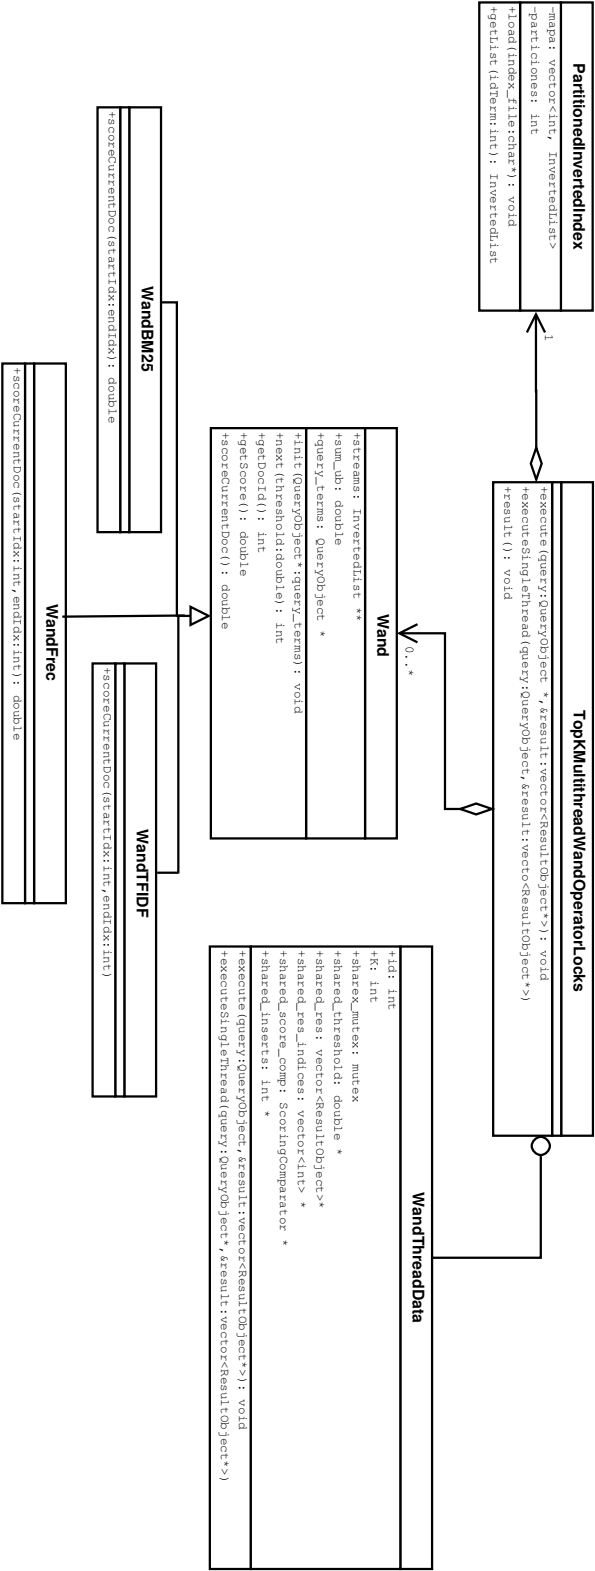 PartitionedInvertedIndex
-mapa: vector<int, InvertedList>
-particiones: int
+load(index_file:char*): void
+getList(idTerm:int): InvertedList
1
TopKMultithreadWandOperatorLocks
+execute(query:QueryObject *,&result:vector<ResultObject*>): void
+executeSingleThread(query:QueryObject,&result:vecto<ResultObject*>)
+result(): void
Wand
+streams: InvertedList **
+sum_ub: double
+query_terms: QueryObject *
+init(QueryObject*:query_terms): void
+next(threshold:double): int
+getDocId(): int
+getScore(): double
+scoreCurrentDoc(): double
0..*
WandThreadData
+id: int
+K: int
+sharex_mutex: mutex
+shared_threshold: double *
+shared_res: vector<ResultObject>*
+shared_res_indices: vector<int> *
+shared_score_comp: ScoringComparator *
+shared_inserts: int *
+execute(query:QueryObject,&result:vector<ResultObject*>): void
+executeSingleThread(query:QueryObject*,&result:vector<ResultObject*>)
WandBM25
+scoreCurrentDoc(startIdx:endIdx): double
WandTFIDF
+scoreCurrentDoc(startIdx:int,endIdx:int)
WandFrec
+scoreCurrentDoc(startIdx:int,endIdx:int): double